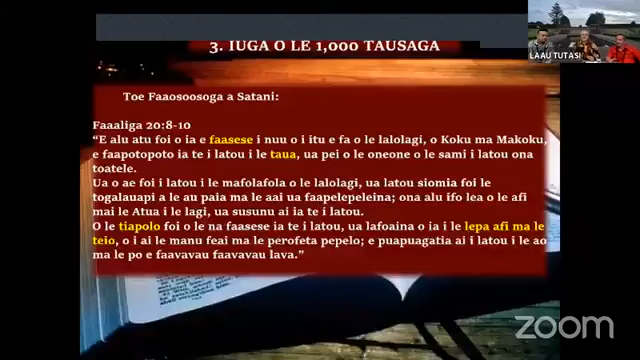 3. IUGA O LE 1,000 TAUSAGA
LAAU TUTASI
Toe Faaosoosoga a Satani:
Faaaliga 20:8-10
“E alu atu foi o ia e faasese i nuu o i itu e fa o le lalolagi, o Koku ma Makoku,
e faapotopoto ia te i latou i le taua, ua pei o le oneone o le sami i latou ona
toatele.
Ua o ae foi i latou i le mafolafola o le lalolagi, ua latou siomia foi le
togalauapi a le au paia ma le aai ua faapelepeleina; ona alu ifo lea o le afi
mai le Atua i le lagi, ua susunu ai ia te i latou.
O le tiapolo foi o le na faasese ia te i latou, ua lafoaina o ia i le lepa afi ma le
teio, o i ai le manu feai ma le perofeta pepelo; e puapuagatia ai i latou i le ao
ma le po e faavavau faavavau lava.”
zoom